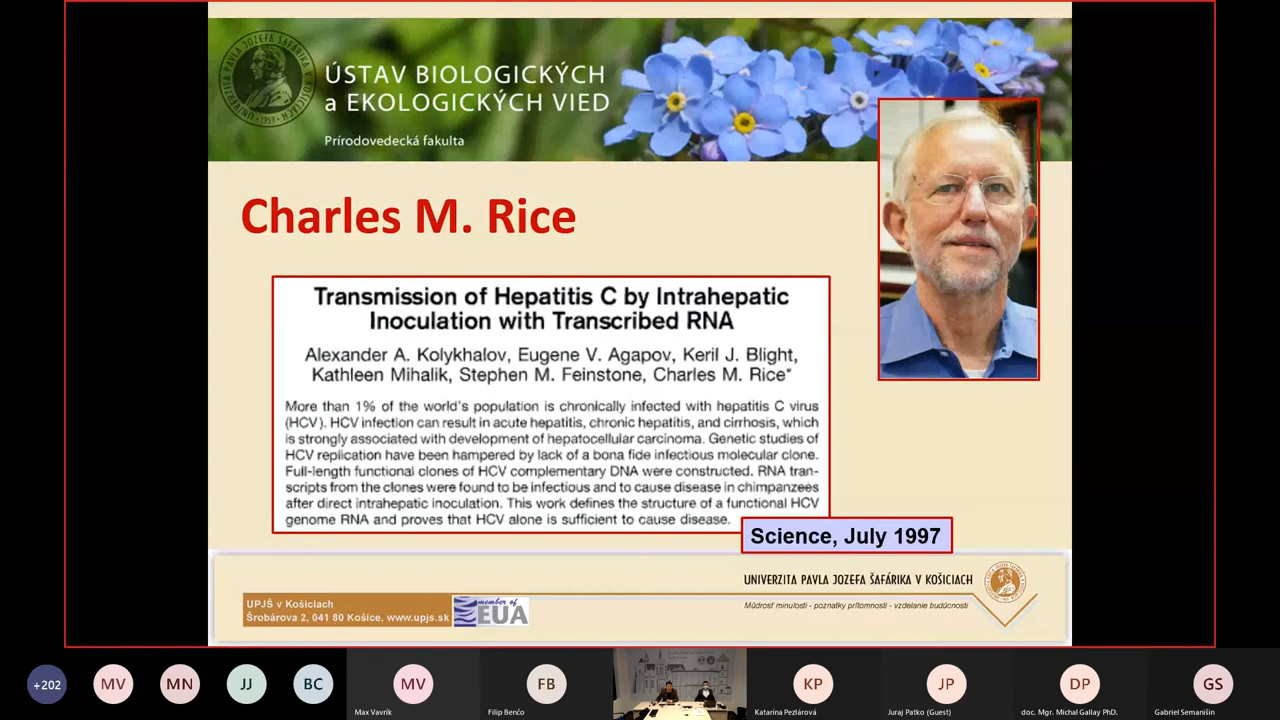 ÚSTAV BIOLOGICKÝCH
a EKOLOGICKÝCH VIED
Prírodovedecká fakulta
Charles M. Rice
Transmission of Hepatitis C by Intrahepatic
Inoculation with Transcribed RNA
Alexander A. Kolykhalov, Eugene V. Agapov, Keril J. Blight,
Kathleen Mihalik, Stephen M. Feinstone, Charles M. Rice*
More than 1% of the world's population is chronically infected with hepatitis C virus
(HCV). HCV infection can result in acute hepatitis, chronic hepatitis, and cirrhosis, which
is strongly associated with development of hepatocellular carcinoma. Genetic studies of
HCV replication have been hampered by lack of a bona fide infectious molecular clone.
Full-length functional clones of HCV complementary DNA were constructed. RNA tran-
scripts from the clones were found to be infectious and to cause disease in chimpanzees
after direct intrahepatic inoculation. This work defines the structure of a functional HCV
genome RNA and proves that HCV alone is sufficient to cause disease.
Science, July 1997
UNIVERZITA PAVLA JOZEFA ŠAFÁRIKA V KOŠICIACH
Múdrosť minulosti - poznatky prítomnosti - vzdelanie budúcnosti
UPJŠ v Košiciach
Šrobárova 2, 041 80 Košice, www.upjs.sk
member of
EUA
+202
MV
MN
JJ
BC
MV
Max Vavrík
FB
Filip Benčo
KP
Katarína Pezlárová
JP
Juraj Patko (Guest)
DP
doc. Mgr. Michal Gallay PhD.
GS
Gabriel Semanišin